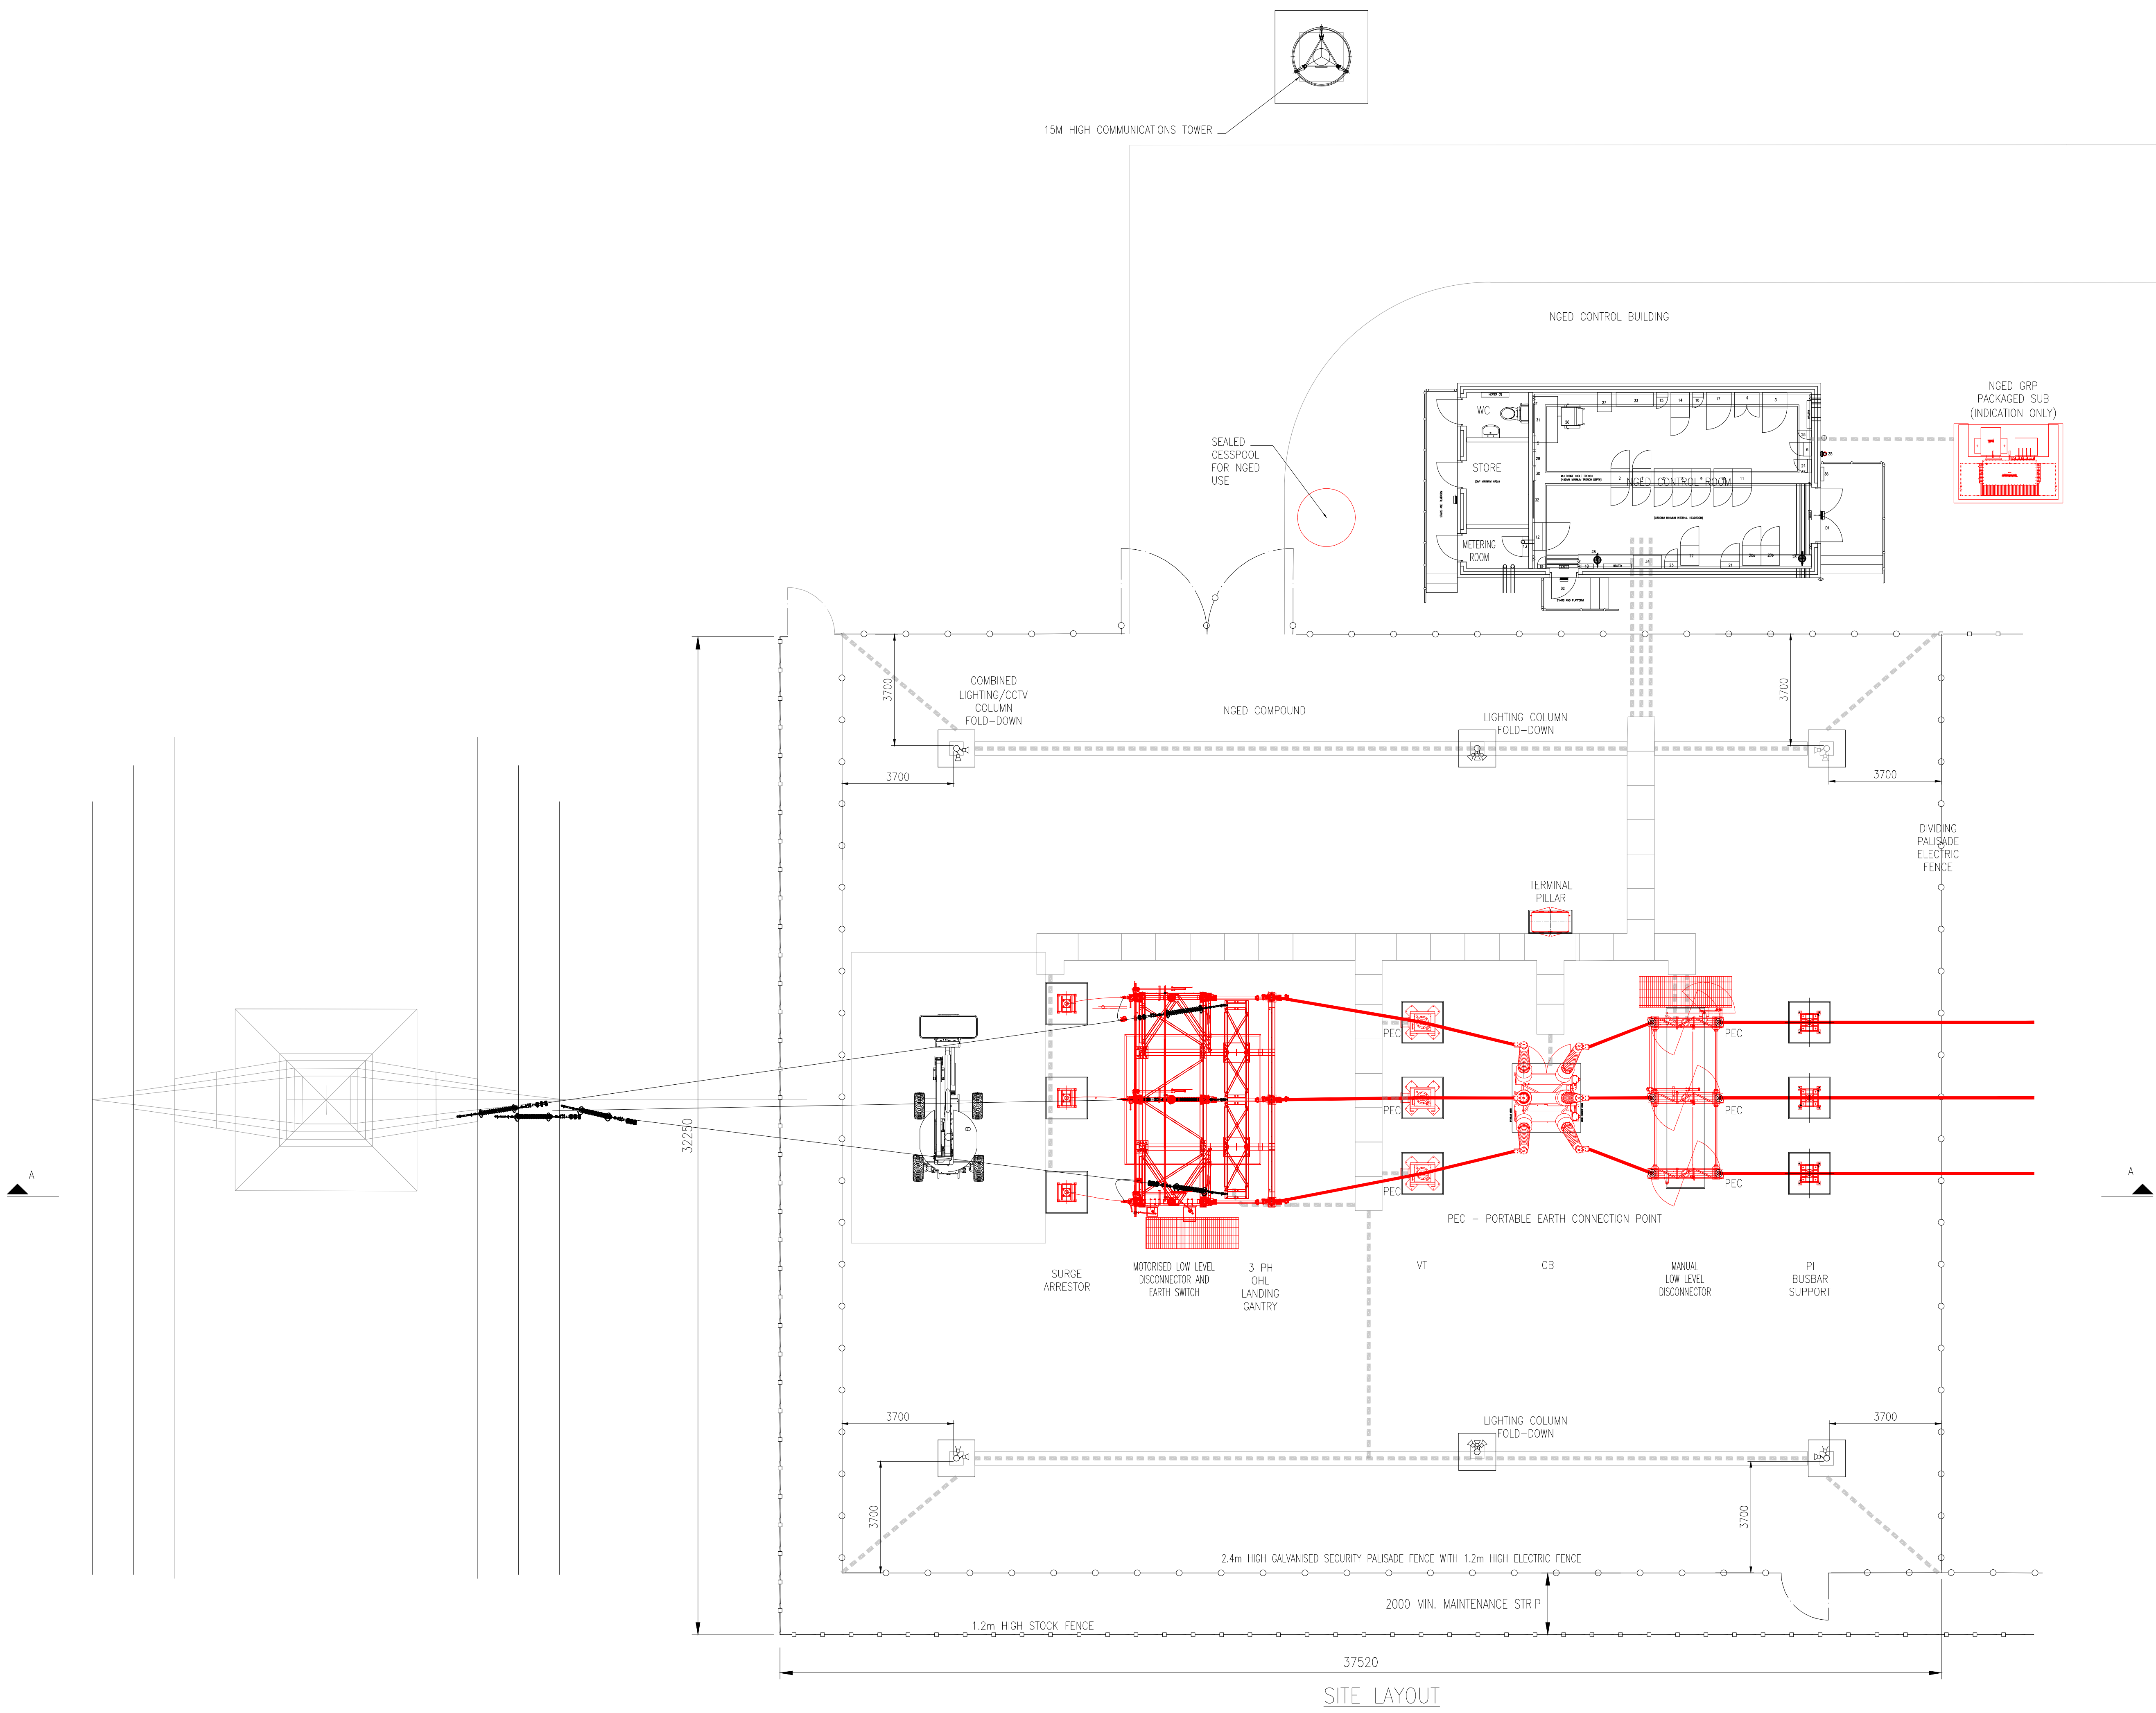 15M HIGH COMMUNICATIONS TOWER
NGED CONTROL BUILDING
NGED GRP
PACKAGED SUB
(INDICATION ONLY)
SEALED
CESSPOOL
FOR NGED
USE
WC
STORE
METERING
ROOM
NGED CONTROL ROOM
COMBINED
LIGHTING/CCTV
COLUMN
FOLD-DOWN
NGED COMPOUND
LIGHTING COLUMN
FOLD-DOWN
3700
3700
3700
3700
DIVIDING
PALISADE
ELECTRIC
FENCE
TERMINAL
PILLAR
32250
A
A
PEC
PEC
PEC
PEC
PEC
PEC
PEC - PORTABLE EARTH CONNECTION POINT
SURGE
ARRESTOR
MOTORISED LOW LEVEL
DISCONNECTOR AND
EARTH SWITCH
3 PH
OHL
LANDING
GANTRY
VT
CB
MANUAL
LOW LEVEL
DISCONNECTOR
PI
BUSBAR
SUPPORT
3700
3700
3700
3700
LIGHTING COLUMN
FOLD-DOWN
2.4m HIGH GALVANISED SECURITY PALISADE FENCE WITH 1.2m HIGH ELECTRIC FENCE
2000 MIN. MAINTENANCE STRIP
1.2m HIGH STOCK FENCE
37520
SITE LAYOUT